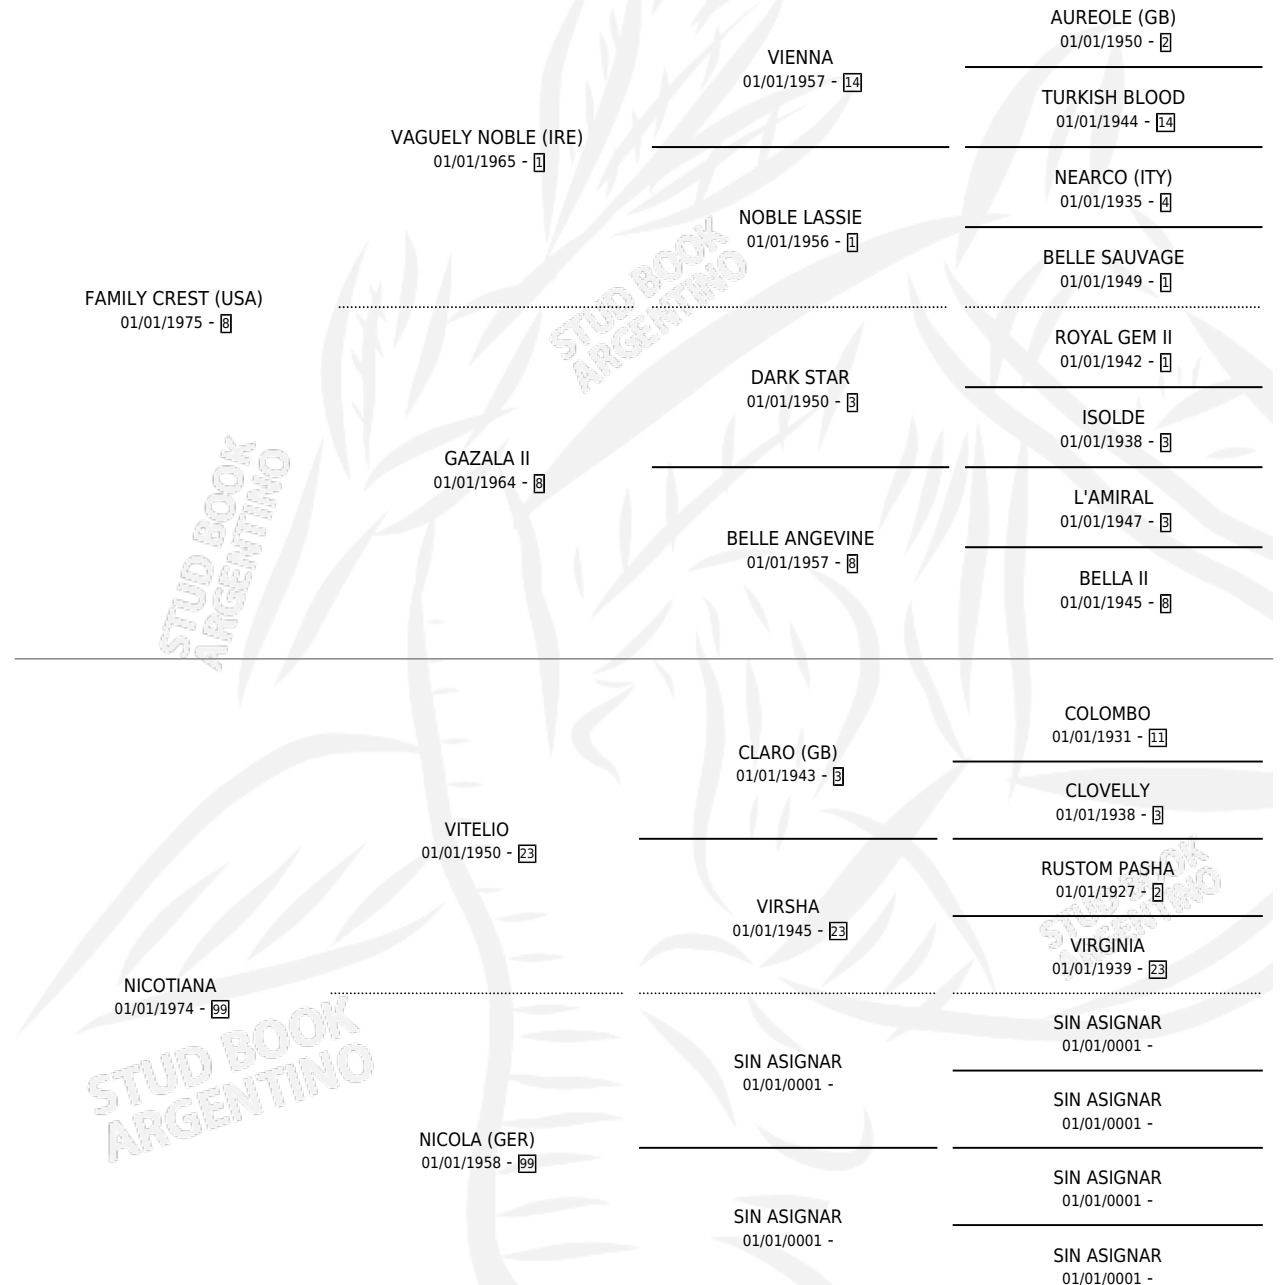 AUREOLE (GB)
01/01/1950 - 2
VIENNA
01/01/1957 - 14
TURKISH BLOOD
01/01/1944 - 14
VAGUELY NOBLE (IRE)
01/01/1965 - 1
NEARCO (ITY)
01/01/1935 - 4
NOBLE LASSIE
01/01/1956 - 1
BELLE SAUVAGE
01/01/1949 - 1
FAMILY CREST (USA)
01/01/1975 - 8
ROYAL GEM II
01/01/1942 - 1
DARK STAR
01/01/1950 - 3
ISOLDE
01/01/1938 - 3
GAZALA II
01/01/1964 - 8
L'AMIRAL
01/01/1947 - 3
BELLE ANGEVINE
01/01/1957 - 8
BELLA II
01/01/1945 - 8
COLOMBO
01/01/1931 - 11
CLARO (GB)
01/01/1943 - 3
CLOVELLY
01/01/1938 - 3
VITELIO
01/01/1950 - 23
RUSTOM PASHA
01/01/1927 - 2
VIRSHA
01/01/1945 - 23
VIRGINIA
01/01/1939 - 23
NICOTIANA
01/01/1974 - 99
SIN ASIGNAR
01/01/0001 -
SIN ASIGNAR
01/01/0001 -
SIN ASIGNAR
01/01/0001 -
NICOLA (GER)
01/01/1958 - 99
SIN ASIGNAR
01/01/0001 -
SIN ASIGNAR
01/01/0001 -
SIN ASIGNAR
01/01/0001 -
STUD BOOK
ARGENTINO
STUD BOOK
ARGENTINO
STUD BOOK
ARGENTINO
STUD BOOK
ARGENTINO